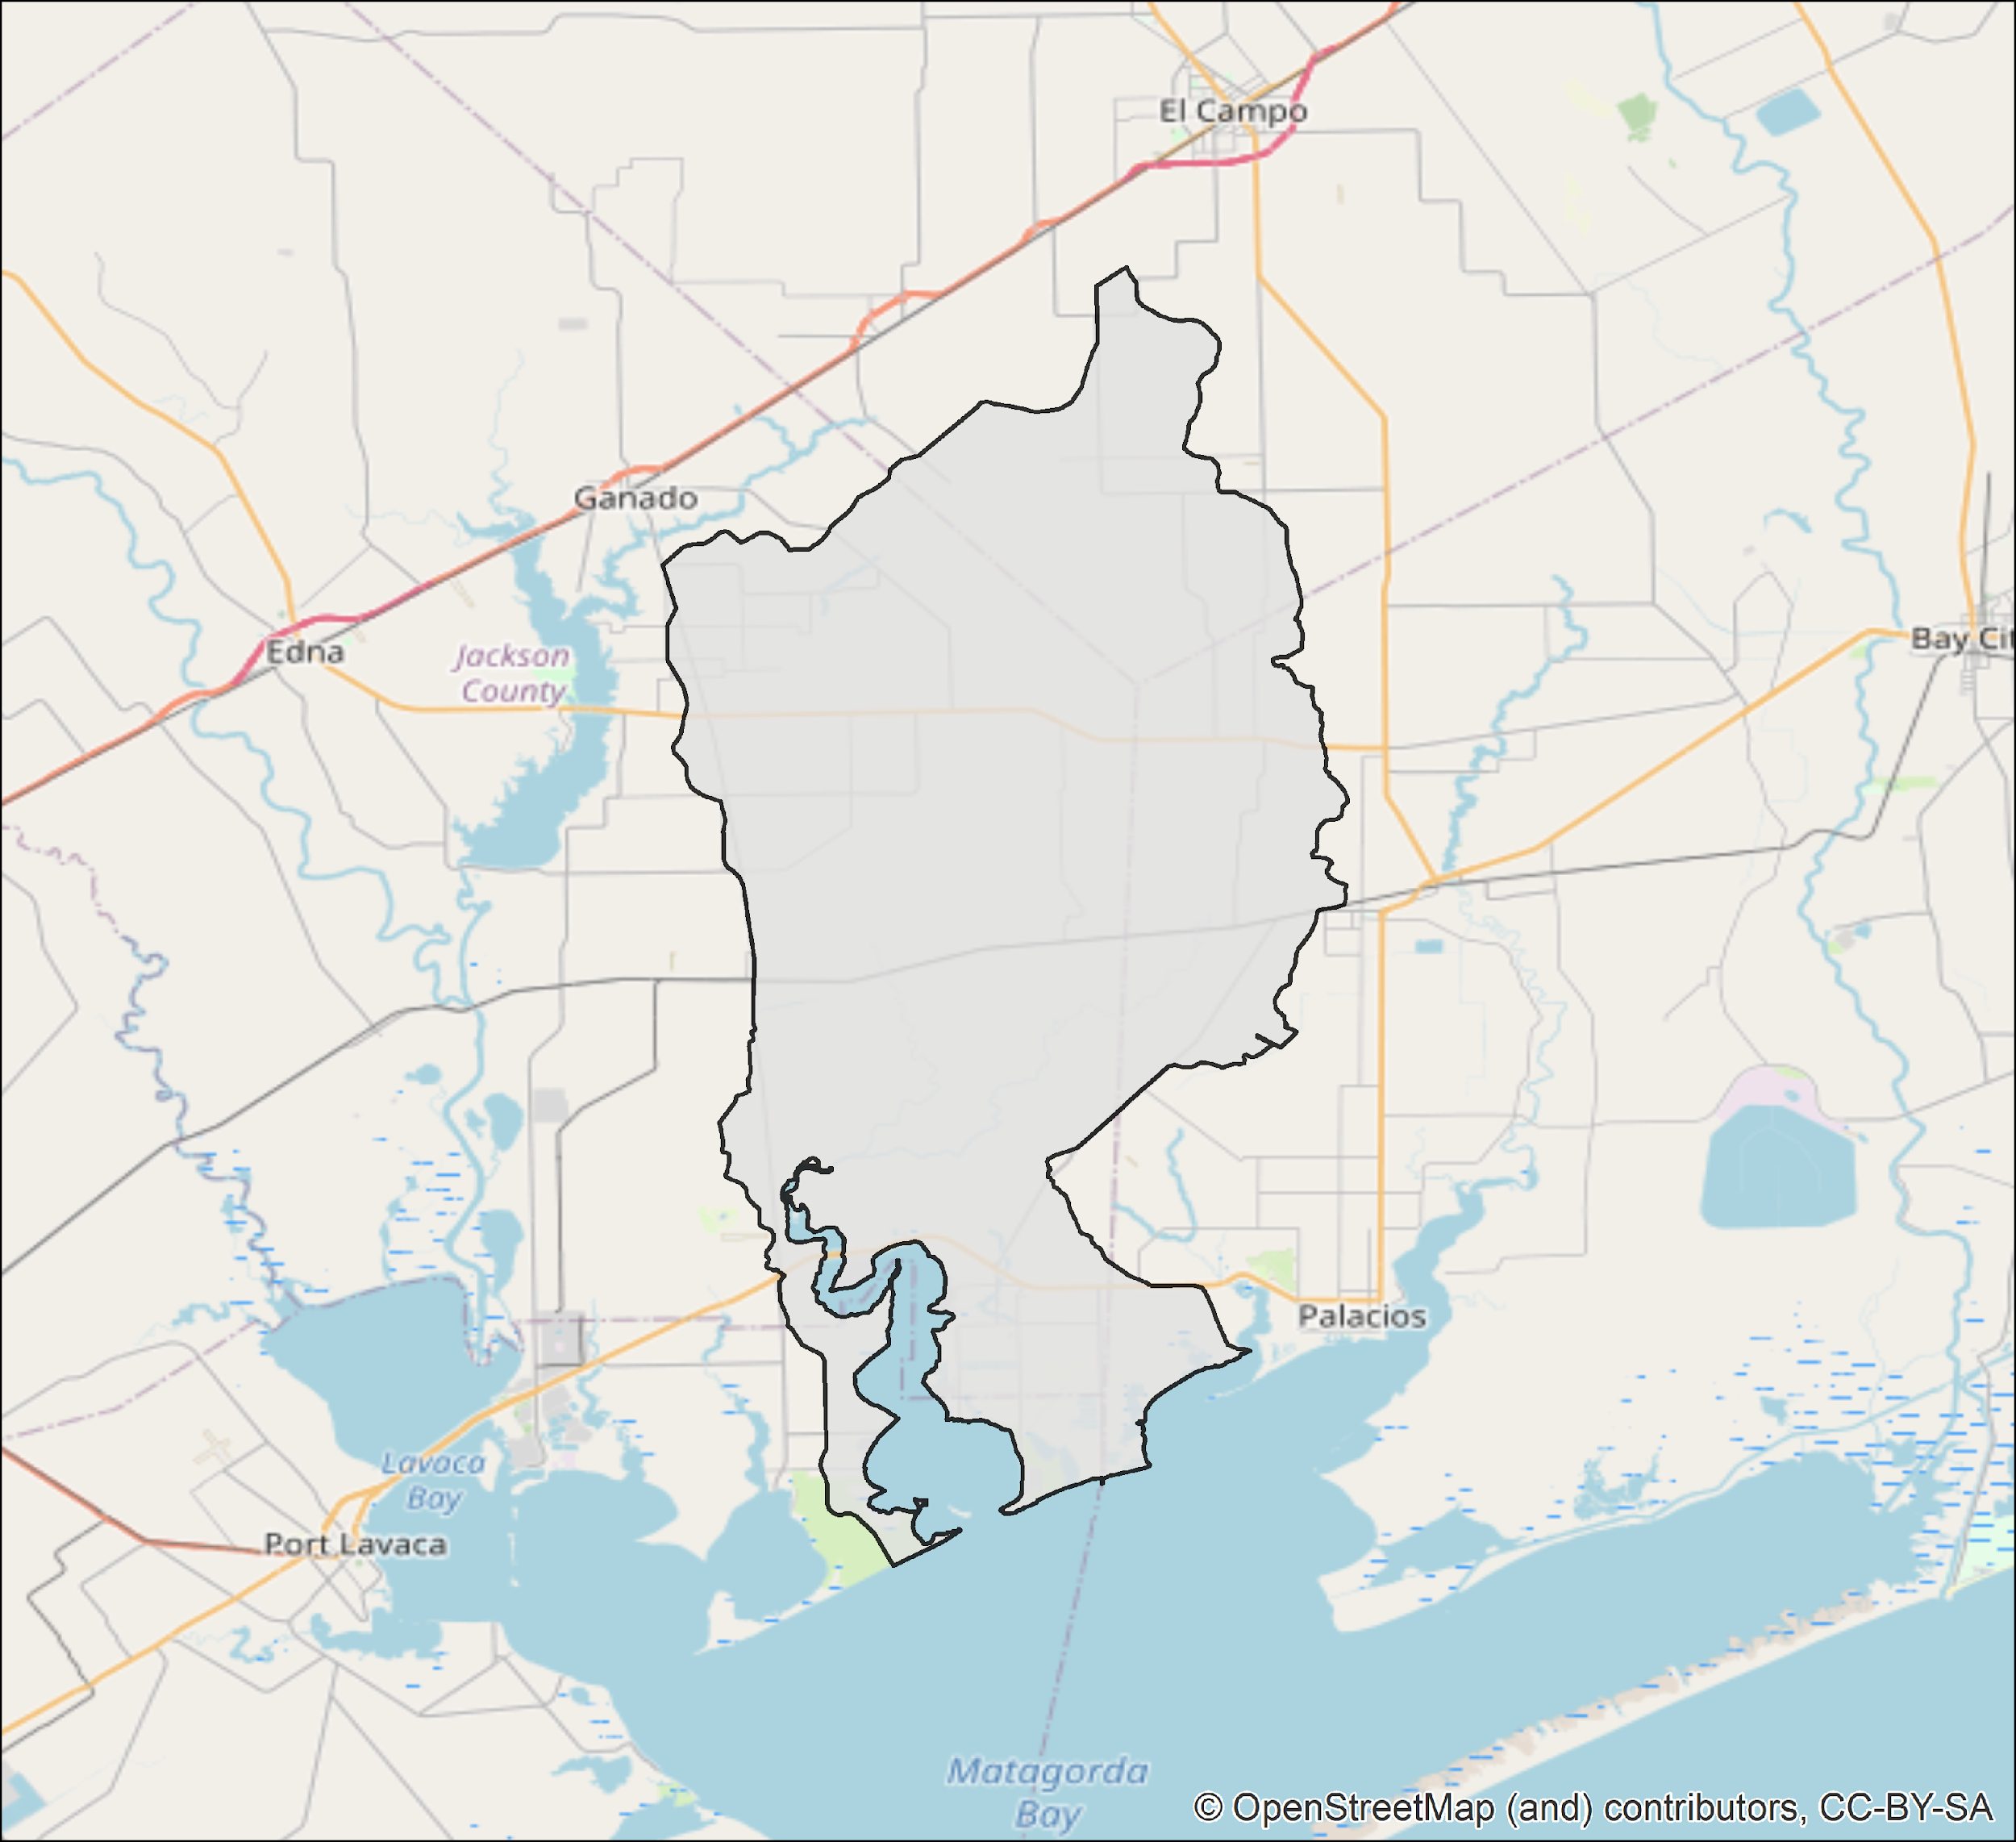 El Campo
Ganado
Edna
Jackson
County
Bay Cit
Palacios
Lavaca
Bay
Port Lavaca
Matagorda
Bay
© OpenStreetMap (and) contributors, CC-BY-SA